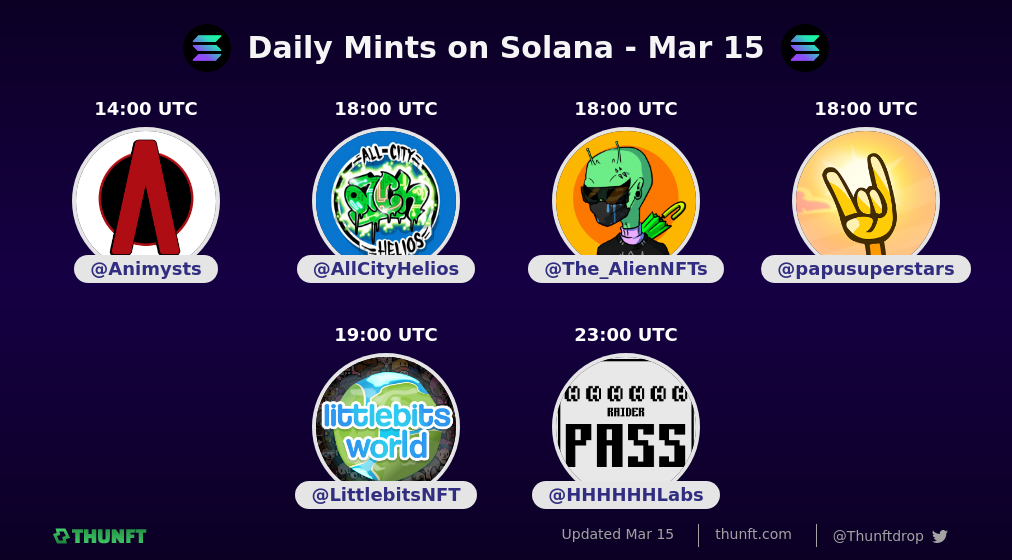 Daily Mints on Solana - Mar 15
14:00 UTC
18:00 UTC
18:00 UTC
18:00 UTC
ALL-CITY
HELIOS
@Animysts
@AllCityHelios
@The_AlienNFTs
@papusuperstars
19:00 UTC
23:00 UTC
littlebits
world
H H H H H H
RAIDER
PASS
@LittlebitsNFT
@HHHHHHLabs
THUNFT
Updated Mar 15
thunft.com
@Thunftdrop